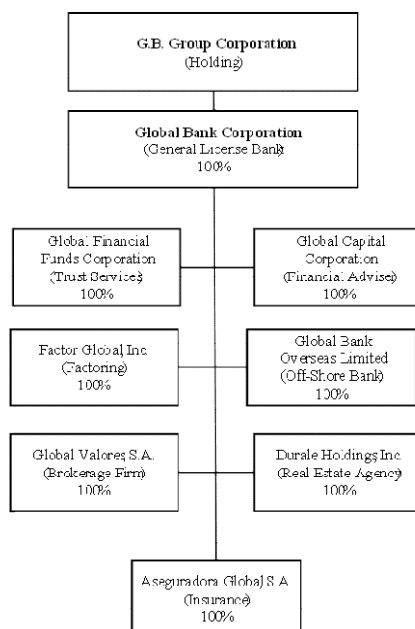 G.B. Group Corporation
(Holding)
Global Bank Corporation
(General License Bank)
100%
Global Financial
Funds Corporation
(Trust Services)
100%
Global Capital
Corporation
(Financial Adviser)
100%
Factor Global, Inc
(Factoring)
100%
Global Bank
Overseas Limited
(Off-Shore Bank)
100%
Global Valores, S.A.
(Brokerage Firm)
100%
Durale Holdings, Inc
(Real Estate Agency)
100%
Aseguradora Global, S.A
(Insurance)
100%